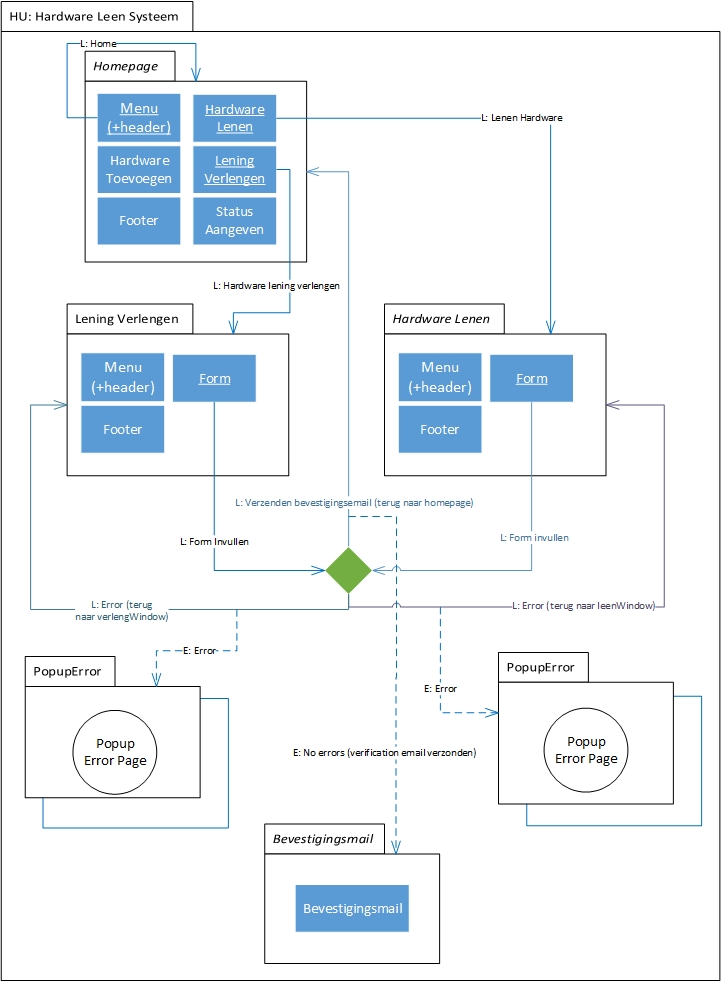 HU: Hardware Leen Systeem
L: Home
Homepage
Menu
(+header)
Hardware
Lenen
L: Lenen Hardware
Hardware
Toevoegen
Lening
Verlengen
Footer
Status
Aangeven
L: Hardware lening verlengen
Lening Verlengen
Hardware Lenen
Menu
(+header)
Form
Footer
Menu
(+header)
Form
Footer
L: Verzenden bevestigingsemail (terug naar homepage)
L: Form Invullen
L: Form invullen
L: Error (terug
naar verlengWindow)
L: Error (terug naar leenWindow)
E: Error
E: Error
PopupError
Popup
Error Page
PopupError
Popup
Error Page
E: No errors (verification email verzonden)
Bevestigingsmail
Bevestigingsmail